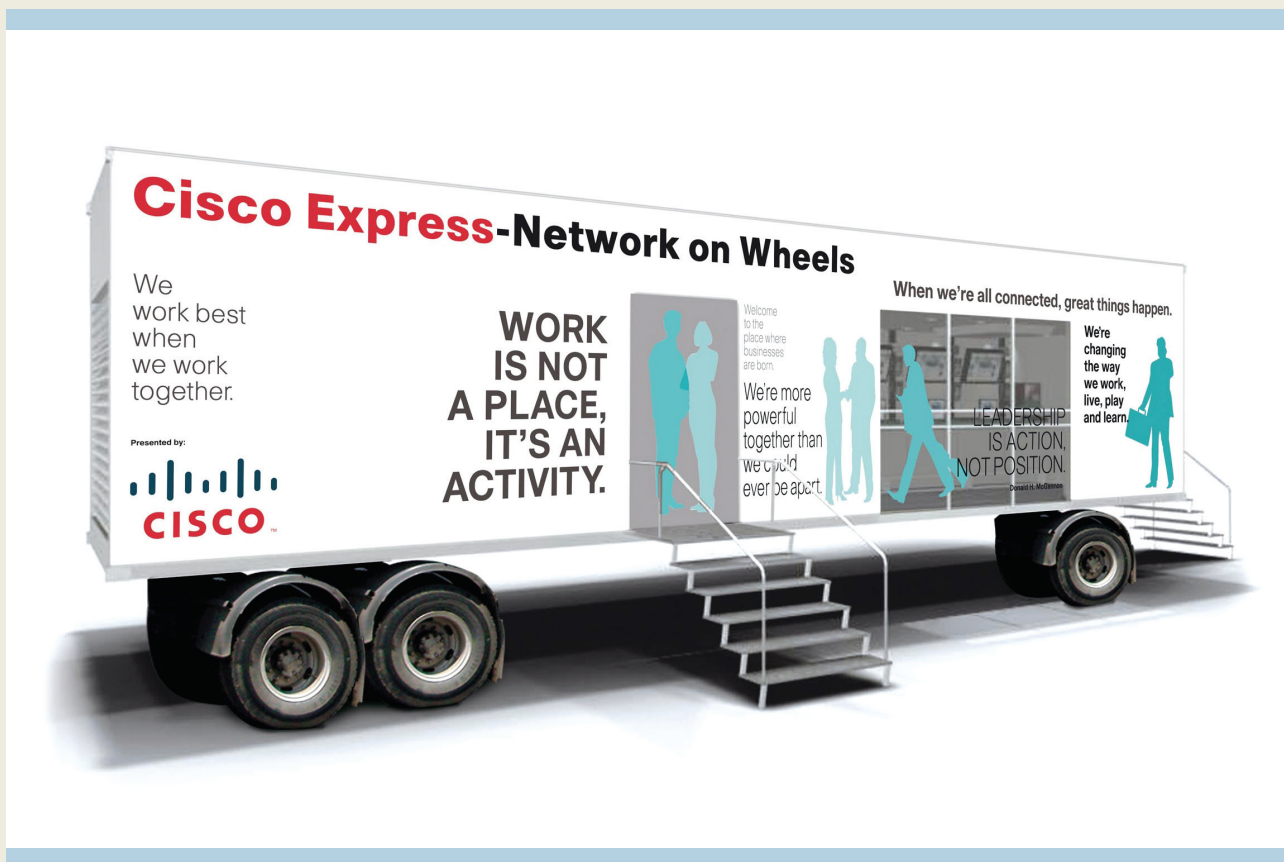 Cisco Express-Network on Wheels
We
work best
when
we work
together.
Presented by:
CISCO
TM
WORK
IS NOT
A PLACE,
IT'S AN
ACTIVITY.
Welcome
to the
place where
businesses
are born.
We're more
powerful
together than
we could
ever be apart.
When we're all connected, great things happen.
LEADERSHIP
IS ACTION,
NOT POSITION.
Donald H. McGannon
We're
changing
the way
we work,
live, play
and learn.